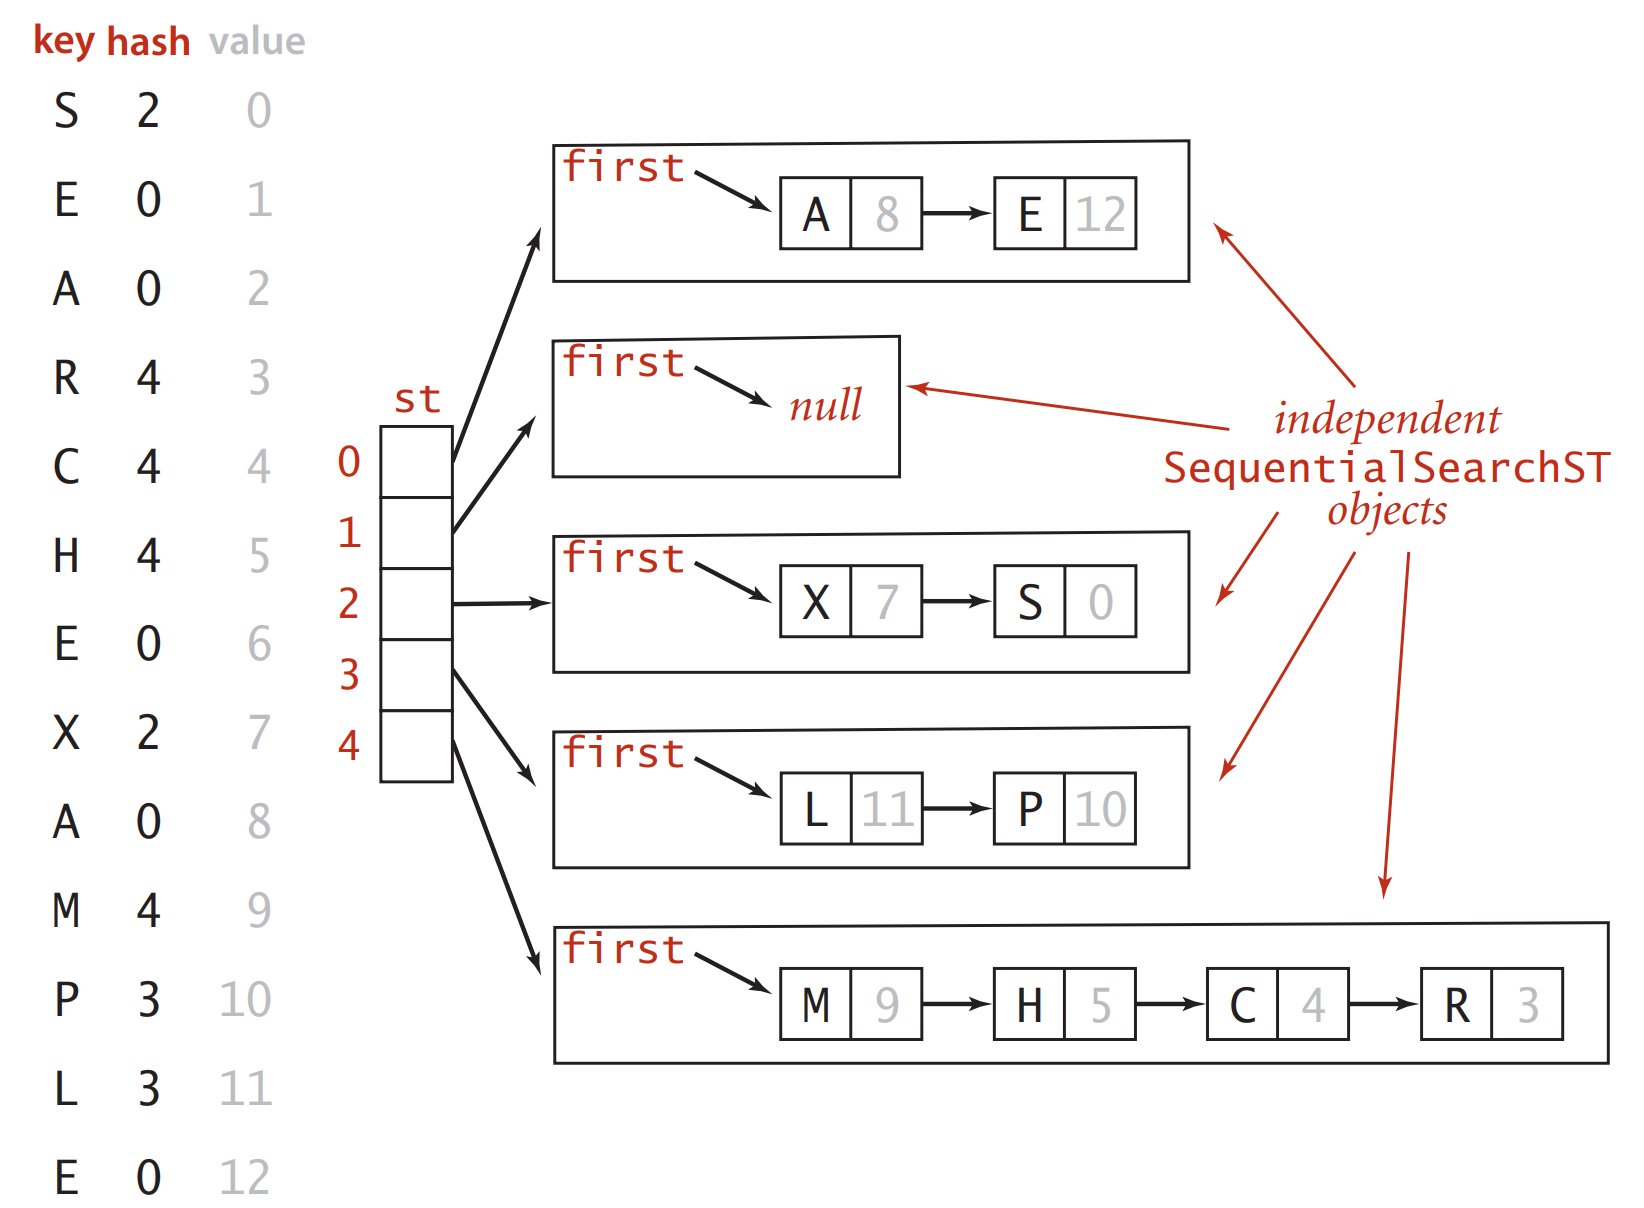 key hash value
S 2 0
E 0 1
A 0 2
R 4 3
C 4 4
H 4 5
E 0 6
X 2 7
A 0 8
M 4 9
P 3 10
L 3 11
E 0 12
st
0
1
2
3
4
first
A 8 E 12
first
null
first
X 7 S 0
first
L 11 P 10
first
M 9 H 5 C 4 R 3
independent
SequentialSearchST
objects